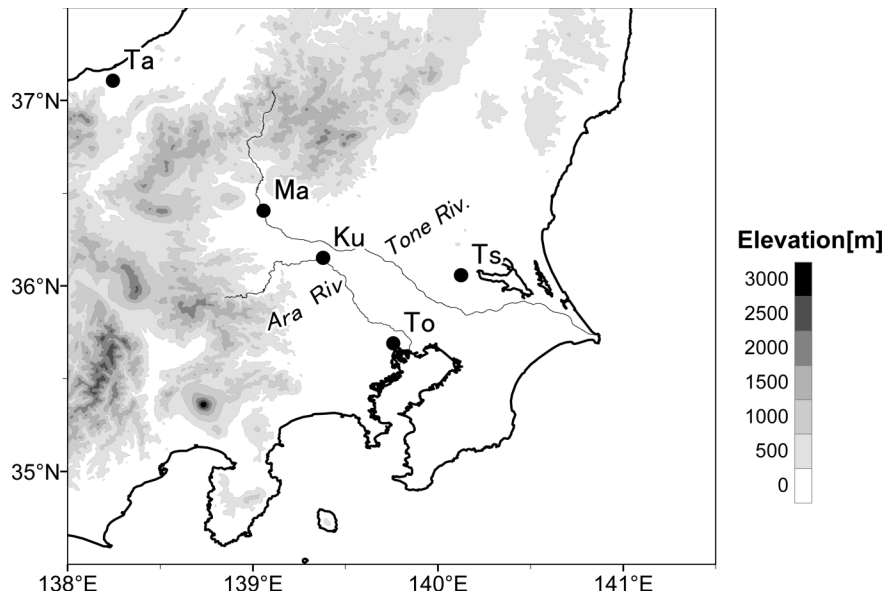 Ta
37°N
Ma
Tone Riv.
Ku
Ts
36°N
Ara Riv
To
35°N
138°E
139°E
140°E
141°E
Elevation[m]
3000
2500
2000
1500
1000
500
0